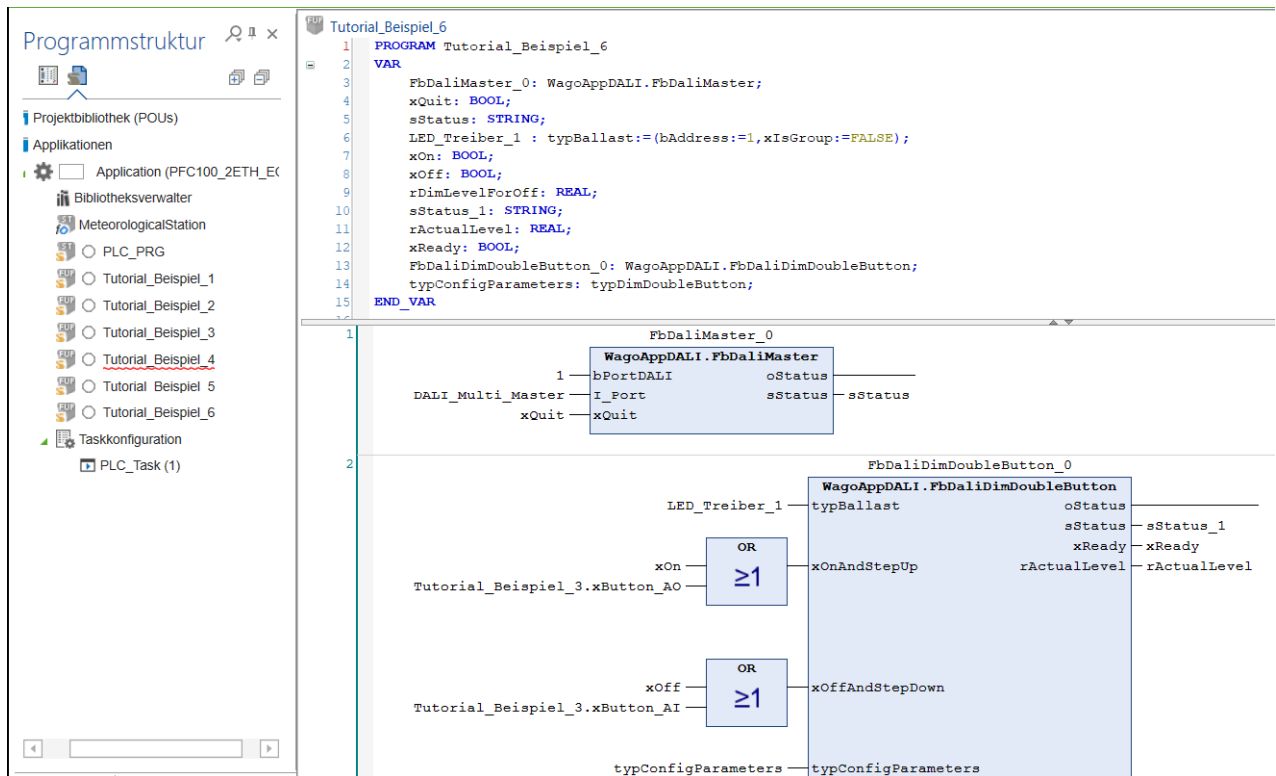 Programmstruktur
Projektbibliothek (POUs)
Applikationen
Application (PFC100_2ETH_EC
Bibliotheksverwalter
MeteorologicalStation
PLC_PRG
Tutorial_Beispiel_1
Tutorial_Beispiel_2
Tutorial_Beispiel_3
Tutorial_Beispiel_4
Tutorial_Beispiel_5
Tutorial_Beispiel_6
Taskkonfiguration
PLC_Task (1)
Tutorial_Beispiel_6
1 PROGRAM Tutorial_Beispiel_6
2 VAR
3 FbDaliMaster_0: WagoAppDALI.FbDaliMaster;
4 xQuit: BOOL;
5 sStatus: STRING;
6 LED_Treiber_1 : typBallast:=(bAddress:=1,xIsGroup:=FALSE);
7 xOn: BOOL;
8 xOff: BOOL;
9 rDimLevelForOff: REAL;
10 sStatus_1: STRING;
11 rActualLevel: REAL;
12 xReady: BOOL;
13 FbDaliDimDoubleButton_0: WagoAppDALI.FbDaliDimDoubleButton;
14 typConfigParameters: typDimDoubleButton;
15 END_VAR
1 FbDaliMaster_0
WagoAppDALI.FbDaliMaster
1 bPortDALI oStatus
DALI_Multi_Master I_Port sStatus sStatus
xQuit xQuit
2 FbDaliDimDoubleButton_0
WagoAppDALI.FbDaliDimDoubleButton
LED_Treiber_1 typBallast oStatus
sStatus sStatus_1
OR xReady xReady
xOn ≥1 xOnAndStepUp rActualLevel rActualLevel
Tutorial_Beispiel_3.xButton_AO
OR
xOff ≥1 xOffAndStepDown
Tutorial_Beispiel_3.xButton_AI
typConfigParameters typConfigParameters